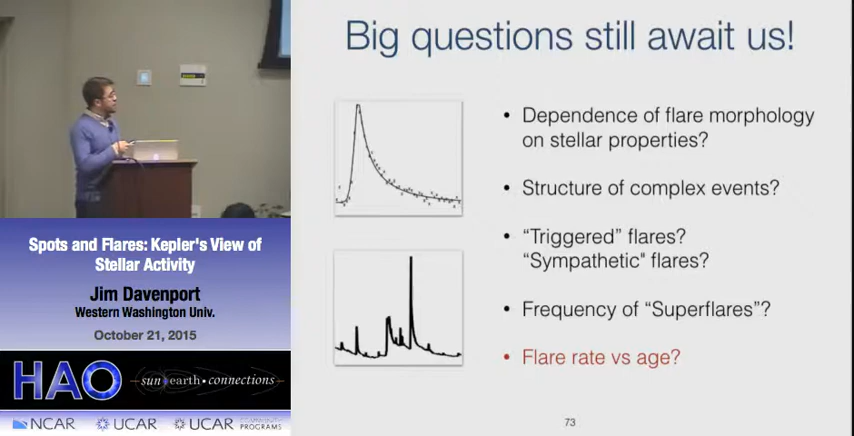 Big questions still await us!
• Dependence of flare morphology
on stellar properties?
• Structure of complex events?
• “Triggered” flares?
“Sympathetic" flares?
• Frequency of “Superflares”?
• Flare rate vs age?
73
Spots and Flares: Kepler's View of
Stellar Activity
Jim Davenport
Western Washington Univ.
October 21, 2015
HAO
sun earth • connections
NCAR
UCAR
UCAR COMMUNITY PROGRAMS